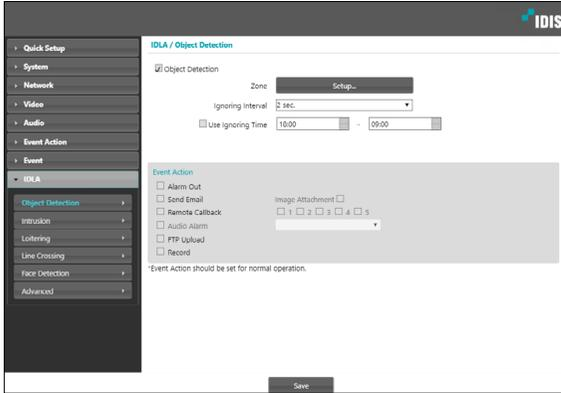 IDIS
Quick Setup
System
Network
Video
Audio
Event Action
Event
IDLA
Object Detection
Intrusion
Loitering
Line Crossing
Face Detection
Advanced
IDLA / Object Detection
Object Detection
Zone Setup...
Ignoring Interval 2 sec.
Use Ignoring Time 18:00 ~ 09:00
Event Action
Alarm Out
Send Email Image Attachment
Remote Callback 1 2 3 4 5
Audio Alarm
FTP Upload
Record
*Event Action should be set for normal operation.
Save